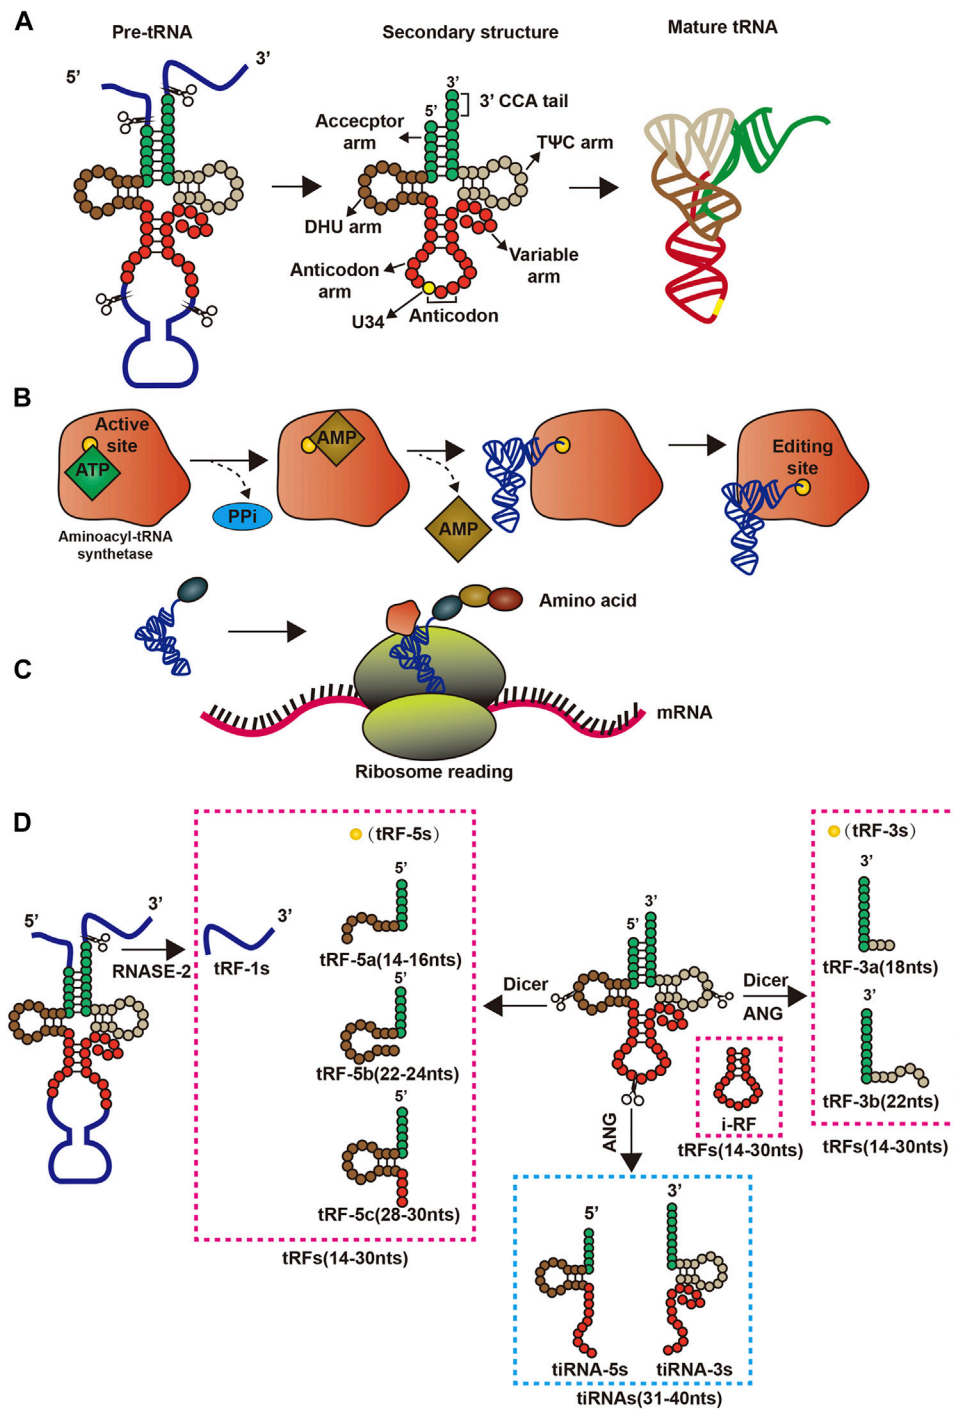 A
Pre-tRNA
Secondary structure
Mature tRNA
5’
3’
3’
5’
3’ CCA tail
Accecptor
arm
TΨC arm
DHU arm
Variable
arm
Anticodon
arm
U34
Anticodon
B
Active
site
ATP
Aminoacyl-tRNA
synthetase
PPi
AMP
AMP
Editing
site
Amino acid
C
mRNA
Ribosome reading
D
5’
3’
RNASE-2
3’
tRF-1s
(tRF-5s)
5’
tRF-5a(14-16nts)
5’
tRF-5b(22-24nts)
5’
tRF-5c(28-30nts)
tRFs(14-30nts)
Dicer
3’
5’
Dicer
ANG
ANG
i-RF
tRFs(14-30nts)
(tRF-3s)
3’
tRF-3a(18nts)
3’
tRF-3b(22nts)
tRFs(14-30nts)
5’
3’
tiRNA-5s
tiRNA-3s
tiRNAs(31-40nts)